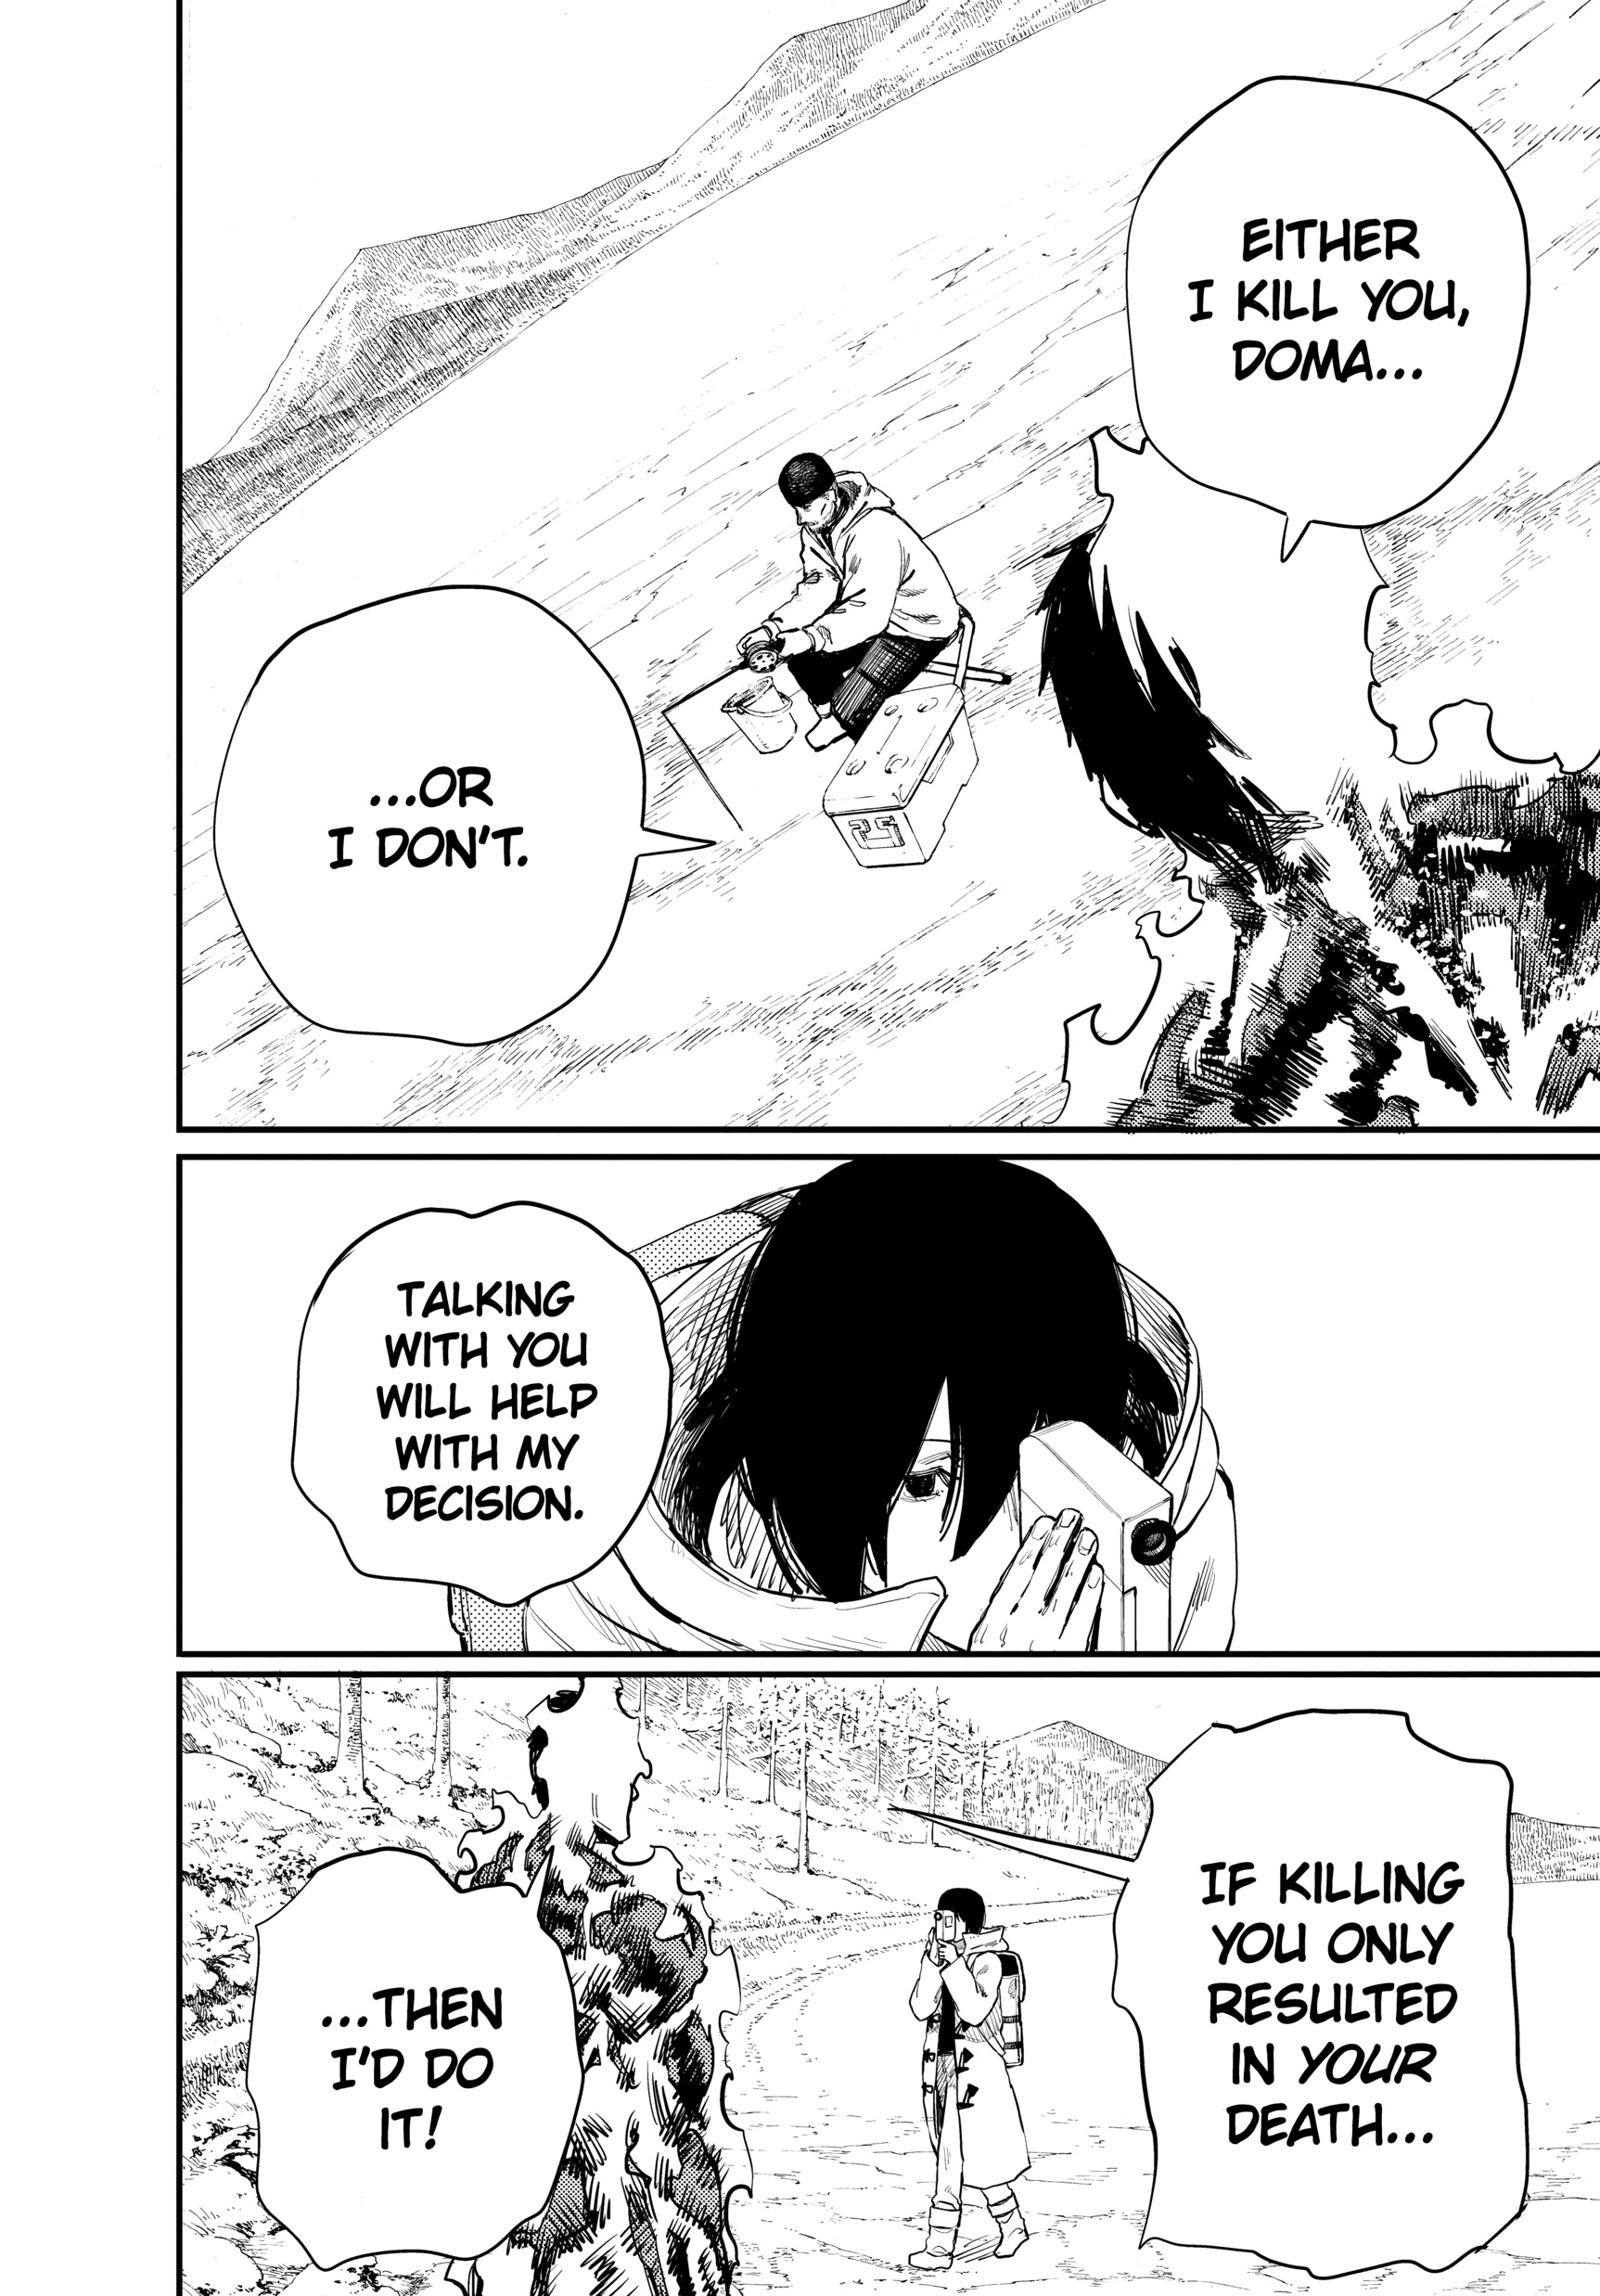 EITHER
I KILL YOU,
DOMA...
...OR
I DON'T.
25
TALKING
WITH YOU
WILL HELP
WITH MY
DECISION.
IF KILLING
YOU ONLY
RESULTED
IN YOUR
DEATH...
...THEN
I'D DO
IT!